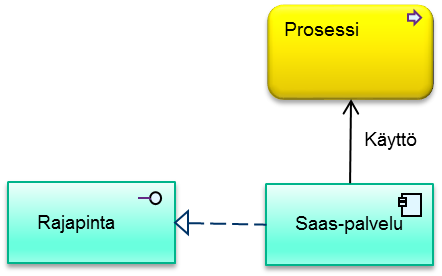 Prosessi
Käyttö
Rajapinta
Saas-palvelu